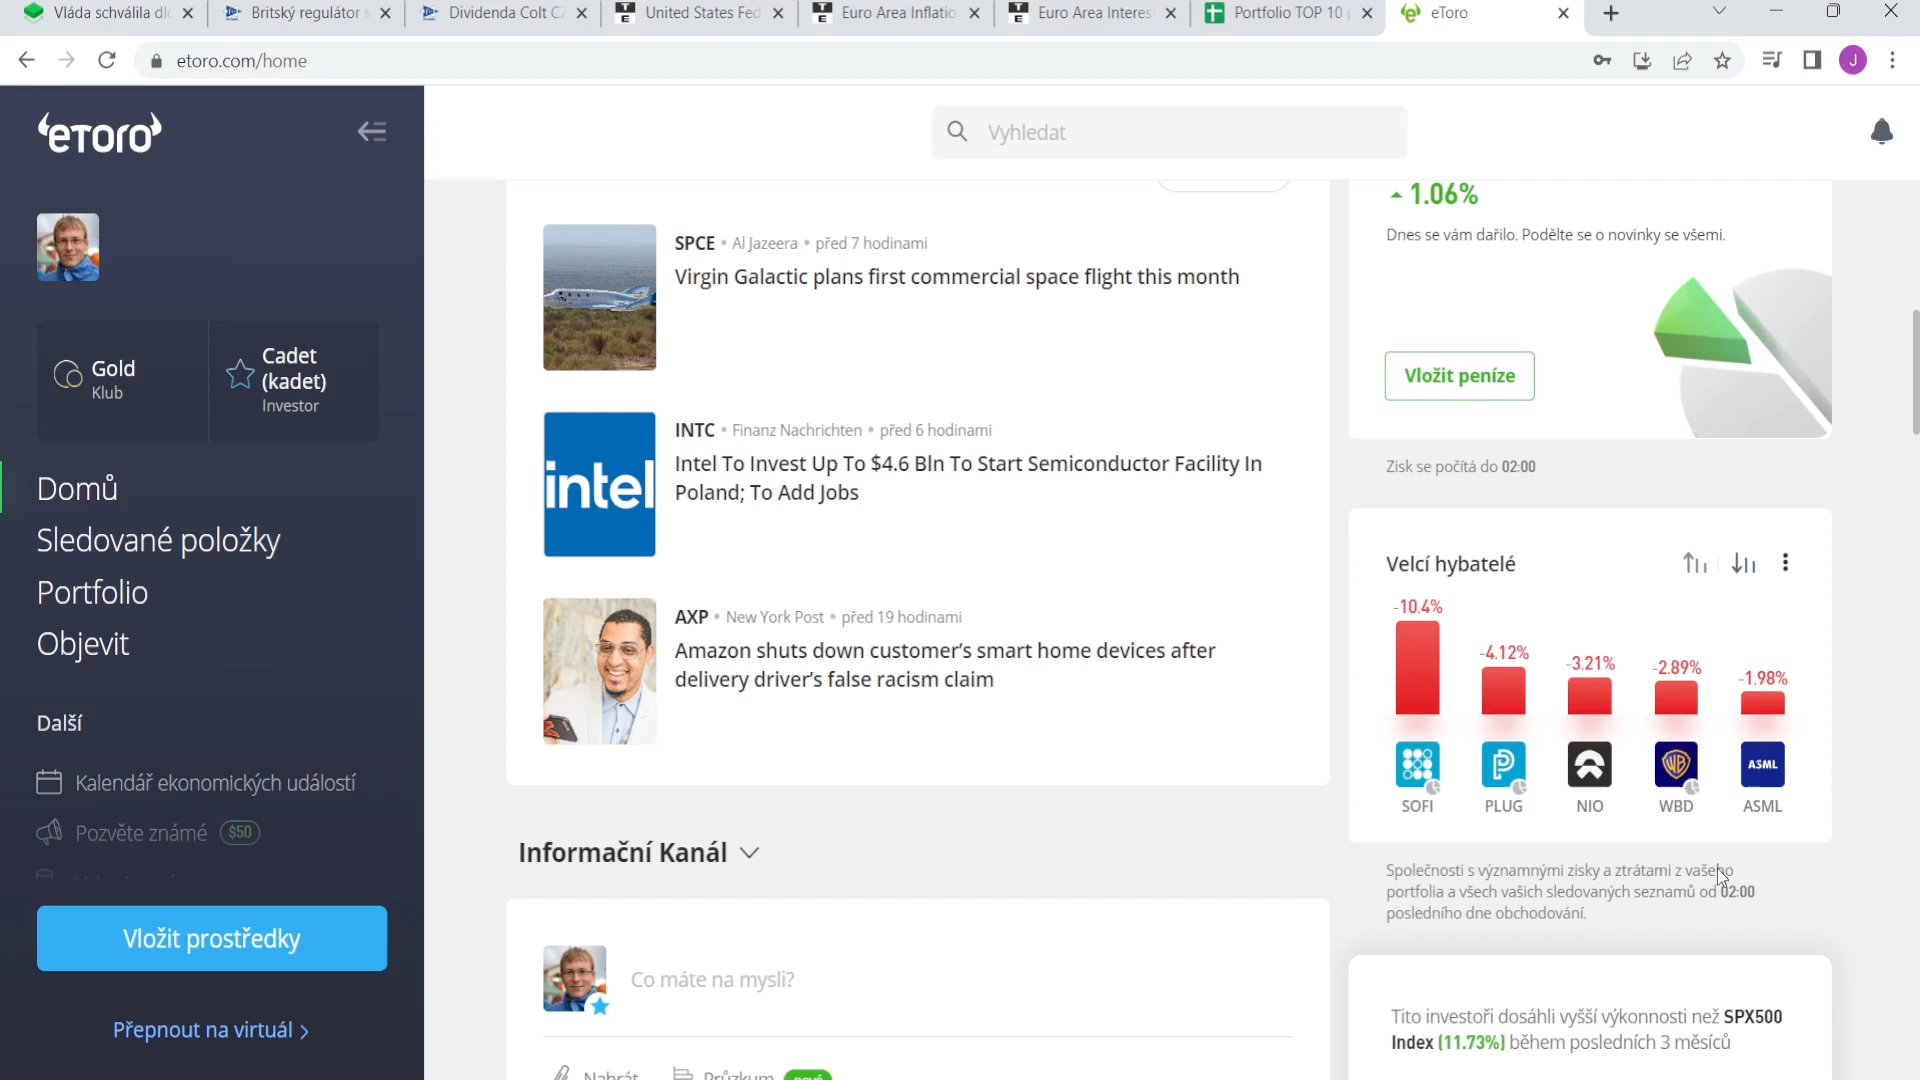 Vláda schválila dlo
Britský regulátor s
Dividenda Colt CZ
United States Fed
Euro Area Inflatio
Euro Area Interes
Portfolio TOP 10
eToro
etoro.com/home
J
eToro
Vyhledat
Gold
Klub
Cadet
(kadet)
Investor
Domů
Sledované položky
Portfolio
Objevit
Další
Kalendář ekonomických událostí
Pozvěte známé $50
Vložit prostředky
Přepnout na virtuál >
SPCE • Al Jazeera • před 7 hodinami
Virgin Galactic plans first commercial space flight this month
intel
INTC • Finanz Nachrichten • před 6 hodinami
Intel To Invest Up To $4.6 Bln To Start Semiconductor Facility In
Poland; To Add Jobs
AXP • New York Post • před 19 hodinami
Amazon shuts down customer's smart home devices after
delivery driver's false racism claim
Informační Kanál
Co máte na mysli?
Nahrát
Průzkum
nové
1.06%
Dnes se vám dařilo. Podělte se o novinky se všemi.
Vložit peníze
Zisk se počítá do 02:00
Velcí hybatelé
-10.4%
-4.12%
-3.21%
-2.89%
-1.98%
WB
ASML
SOFI
PLUG
NIO
WBD
ASML
Společnosti s významnými zisky a ztrátami z vašeho
portfolia a všech vašich sledovaných seznamů od 02:00
posledního dne obchodování.
Tito investoři dosáhli vyšší výkonnosti než SPX500
Index (11.73%) během posledních 3 měsíců